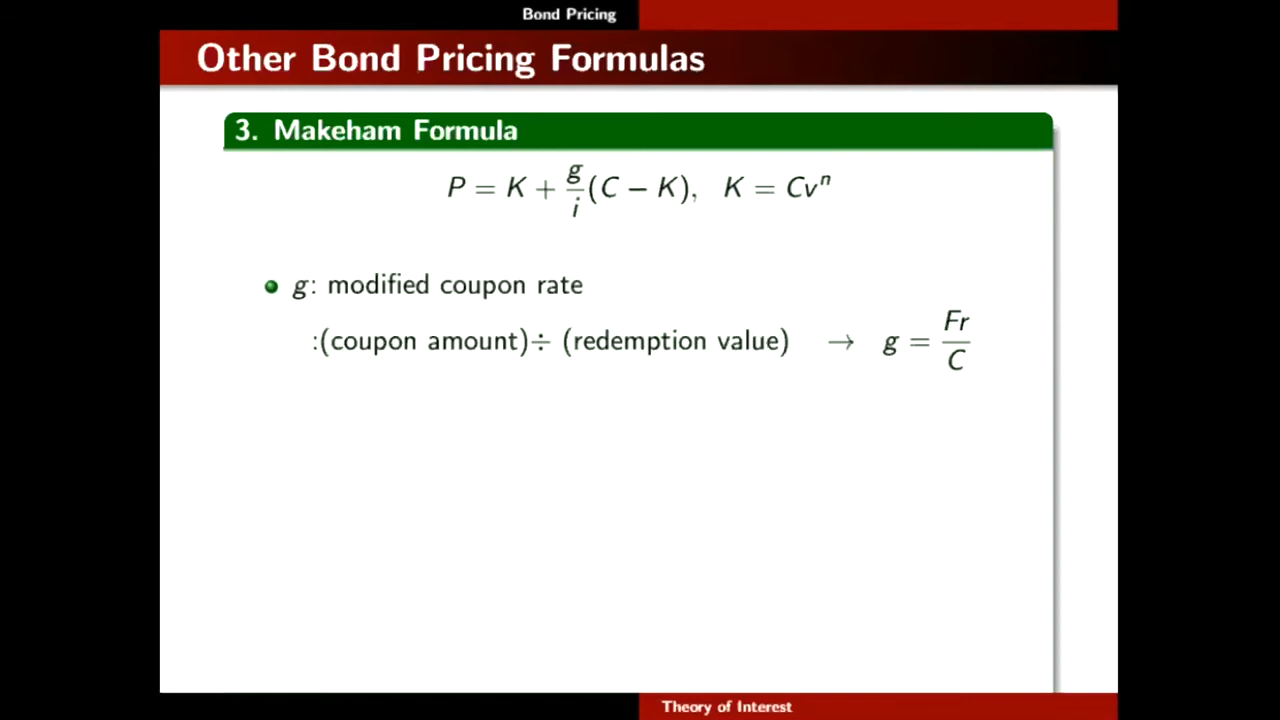 Bond Pricing
Other Bond Pricing Formulas
3. Makeham Formula
P = K + g/i (C − K),  K = Cvⁿ
g: modified coupon rate
:(coupon amount)÷ (redemption value) → g = Fr/C
Theory of Interest